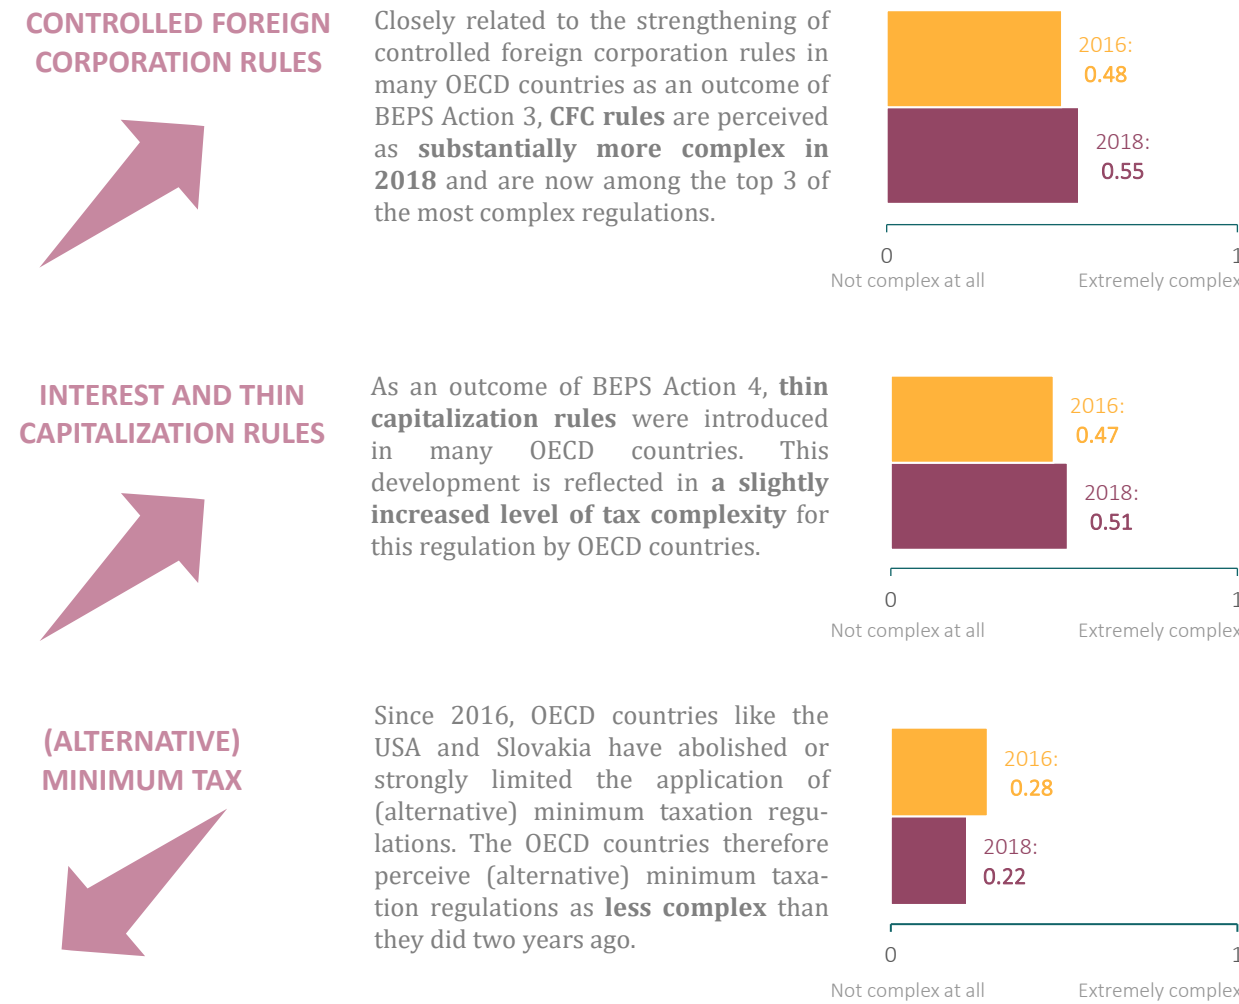 CONTROLLED FOREIGN
CORPORATION RULES
Closely related to the strengthening of
controlled foreign corporation rules in
many OECD countries as an outcome of
BEPS Action 3, CFC rules are perceived
as substantially more complex in
2018 and are now among the top 3 of
the most complex regulations.
2016:
0.48
2018:
0.55
0
1
Not complex at all
Extremely complex
INTEREST AND THIN
CAPITALIZATION RULES
As an outcome of BEPS Action 4, thin
capitalization rules were introduced
in many OECD countries. This
development is reflected in a slightly
increased level of tax complexity for
this regulation by OECD countries.
2016:
0.47
2018:
0.51
0
1
Not complex at all
Extremely complex
(ALTERNATIVE)
MINIMUM TAX
Since 2016, OECD countries like the
USA and Slovakia have abolished or
strongly limited the application of
(alternative) minimum taxation regu-
lations. The OECD countries therefore
perceive (alternative) minimum taxa-
tion regulations as less complex than
they did two years ago.
2016:
0.28
2018:
0.22
0
1
Not complex at all
Extremely complex